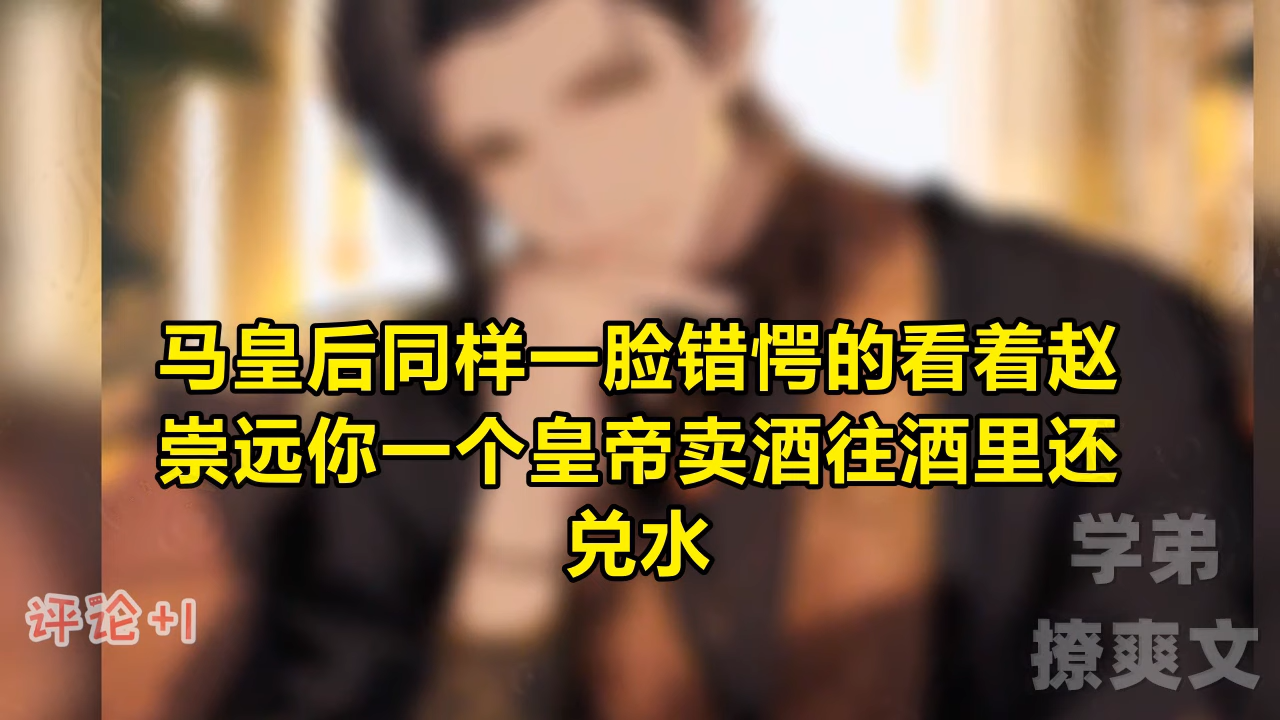 马皇后同样一脸错愕的看着赵
崇远你一个皇帝卖酒往酒里还
兑水
学弟
撩爽文
评论+1